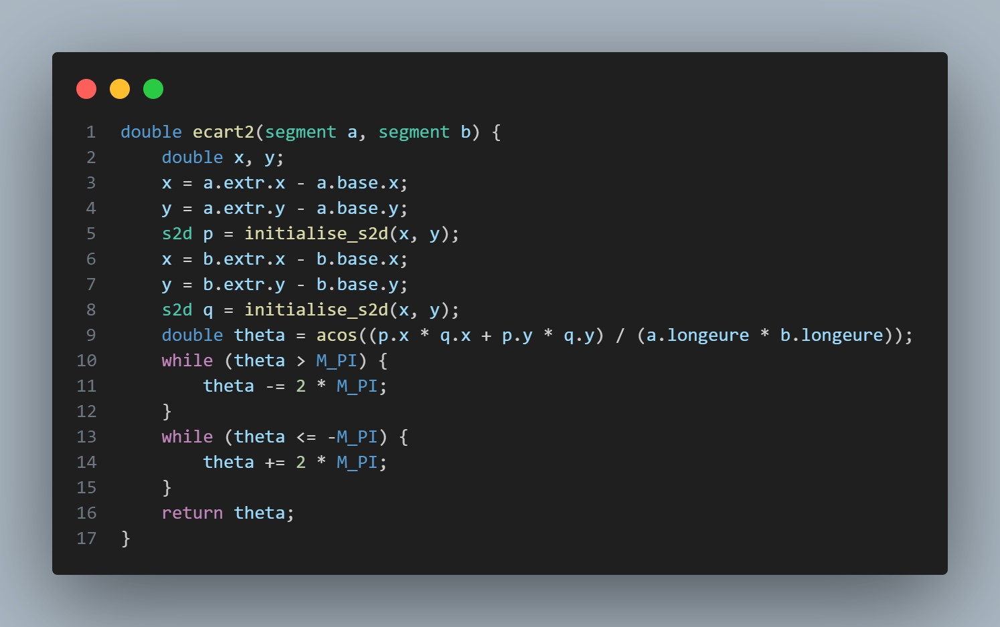 1 double ecart2(segment a, segment b) {
2     double x, y;
3     x = a.extr.x - a.base.x;
4     y = a.extr.y - a.base.y;
5     s2d p = initialise_s2d(x, y);
6     x = b.extr.x - b.base.x;
7     y = b.extr.y - b.base.y;
8     s2d q = initialise_s2d(x, y);
9     double theta = acos((p.x * q.x + p.y * q.y) / (a.longeure * b.longeure));
10     while (theta > M_PI) {
11         theta -= 2 * M_PI;
12     }
13     while (theta <= -M_PI) {
14         theta += 2 * M_PI;
15     }
16     return theta;
17 }